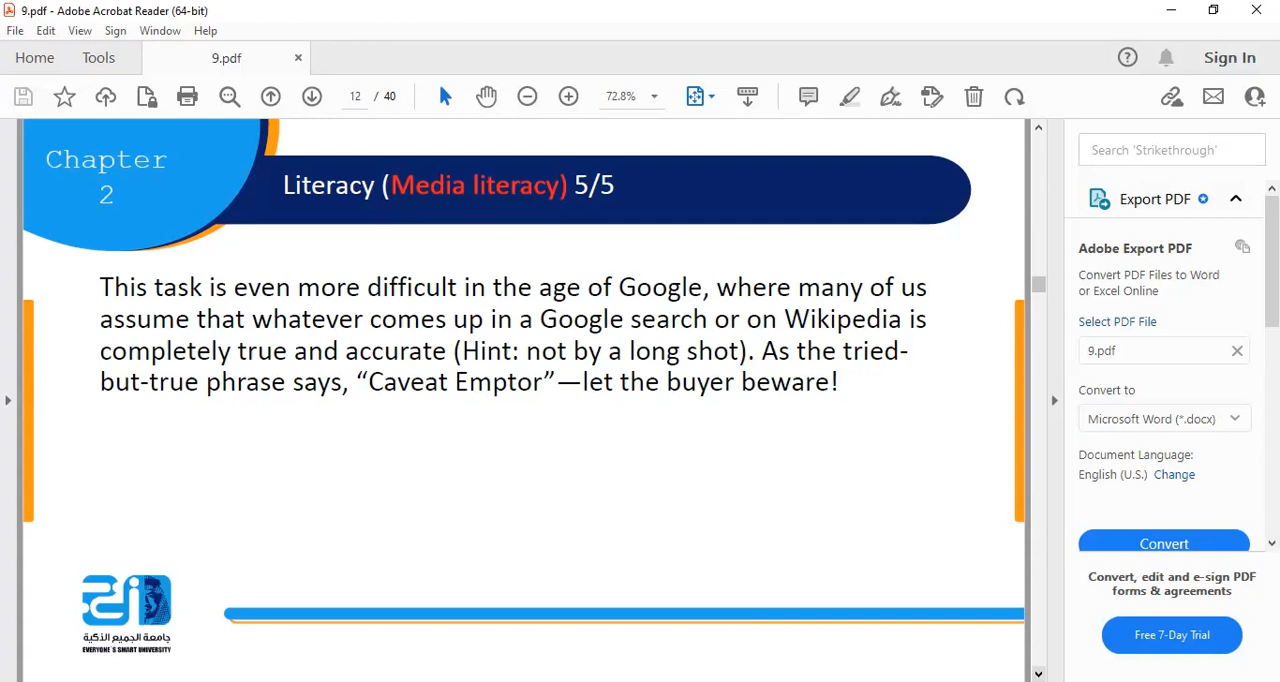 9.pdf - Adobe Acrobat Reader (64-bit)
File Edit View Sign Window Help
Home Tools 9.pdf × Sign In
12 / 40 72.8%
Chapter
2
Literacy (Media literacy) 5/5
This task is even more difficult in the age of Google, where many of us
assume that whatever comes up in a Google search or on Wikipedia is
completely true and accurate (Hint: not by a long shot). As the tried-
but-true phrase says, “Caveat Emptor”—let the buyer beware!
جامعة الجميع الذكية
EVERYONE`S SMART UNIVERSITY
Search 'Strikethrough'
Export PDF
Adobe Export PDF
Convert PDF Files to Word
or Excel Online
Select PDF File
9.pdf
Convert to
Microsoft Word (*.docx)
Document Language:
English (U.S.) Change
Convert
Convert, edit and e-sign PDF
forms & agreements
Free 7-Day Trial